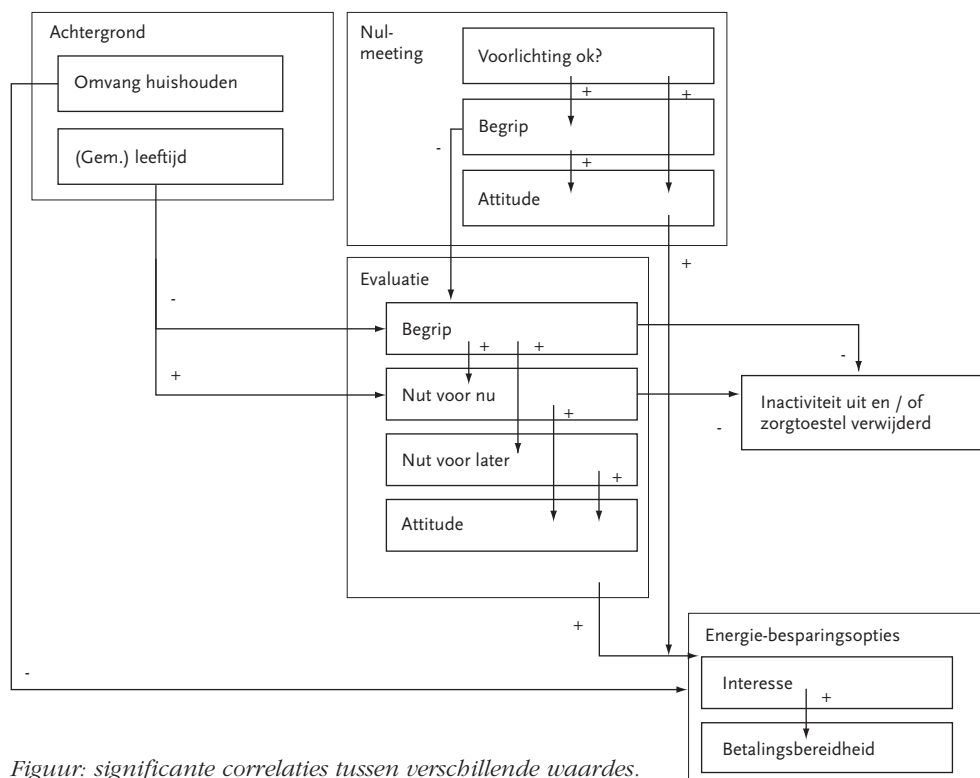 Achtergrond
Omvang huishouden
(Gem.) leeftijd
Nul-
meeting
Voorlichting ok?
+
+
Begrip
-
+
Attitude
+
Evaluatie
-
Begrip
+
+
-
+
Nut voor nu
+
-
Inactiviteit uit en / of
zorgtoestel verwijderd
Nut voor later
+
Attitude
+
Energie-besparingsopties
-
Interesse
+
Betalingsbereidheid
Figuur: significante correlaties tussen verschillende waardes.